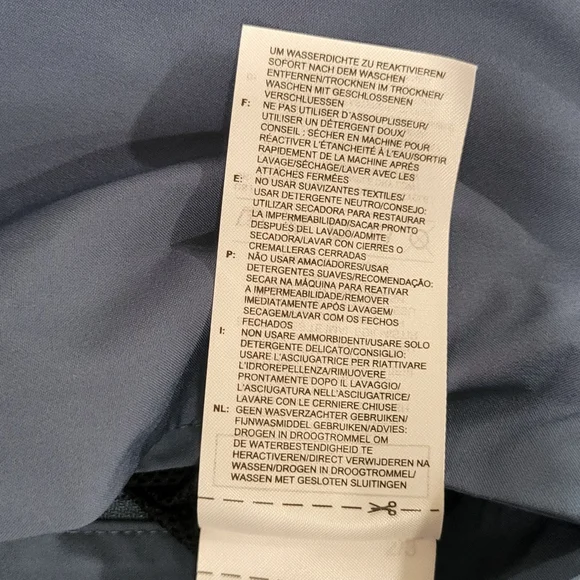 UM WASSERDICHTE ZU REAKTIVIEREN/
SOFORT NACH DEM WASCHEN
ENTFERNEN/TROCKNEN IM TROCKNER/
WASCHEN MIT GESCHLOSSENEN
VERSCHLUESSEN
F: NE PAS UTILISER D'ASSOUPLISSEUR/
UTILISER UN DÉTERGENT DOUX/
CONSEIL : SÉCHER EN MACHINE POUR
RÉACTIVER L'ÉTANCHEITÉ À L'EAU/SORTIR
RAPIDEMENT DE LA MACHINE APRÉS
LAVAGE/SÉCHAGE/LAVER AVEC LES
ATTACHES FERMÉES
E: NO USAR SUAVIZANTES TEXTILES/
USAR DETERGENTE NEUTRO/CONSEJO:
UTILIZAR SECADORA PARA RESTAURAR
LA IMPERMEABILIDAD/SACAR PRONTO
DESPUÉS DEL LAVADO/ADMITE
SECADORA/LAVAR CON CIERRES O
CREMALLERAS CERRADAS
P: NÃO USAR AMACIADORES/USAR
DETERGENTES SUAVES/RECOMENDAÇÃO:
SECAR NA MÁQUINA PARA REATIVAR
A IMPERMEABILIDADE/REMOVER
IMEDIATAMENTE APÓS LAVAGEM/
SECAGEM/LAVAR COM OS FECHOS
FECHADOS
I: NON USARE AMMORBIDENTI/USARE SOLO
DETERGENTE DELICATO/CONSIGLIO:
USARE L'ASCIUGATRICE PER RIATTIVARE
L'IDROREPELLENZA/RIMUOVERE
PRONTAMENTE DOPO IL LAVAGGIO/
L'ASCIUGATURA NELL'ASCIUGATRICE/
LAVARE CON LE CERNIERE CHIUSE
NL: GEEN WASVERZACHTER GEBRUIKEN/
FIJNWASMIDDEL GEBRUIKEN/ADVIES:
DROGEN IN DROOGTROMMEL OM
DE WATERBESTENDIGHEID TE
HERACTIVEREN/DIRECT VERWIJDEREN NA
WASSEN/DROGEN IN DROOGTROMMEL/
WASSEN MET GESLOTEN SLUITINGEN